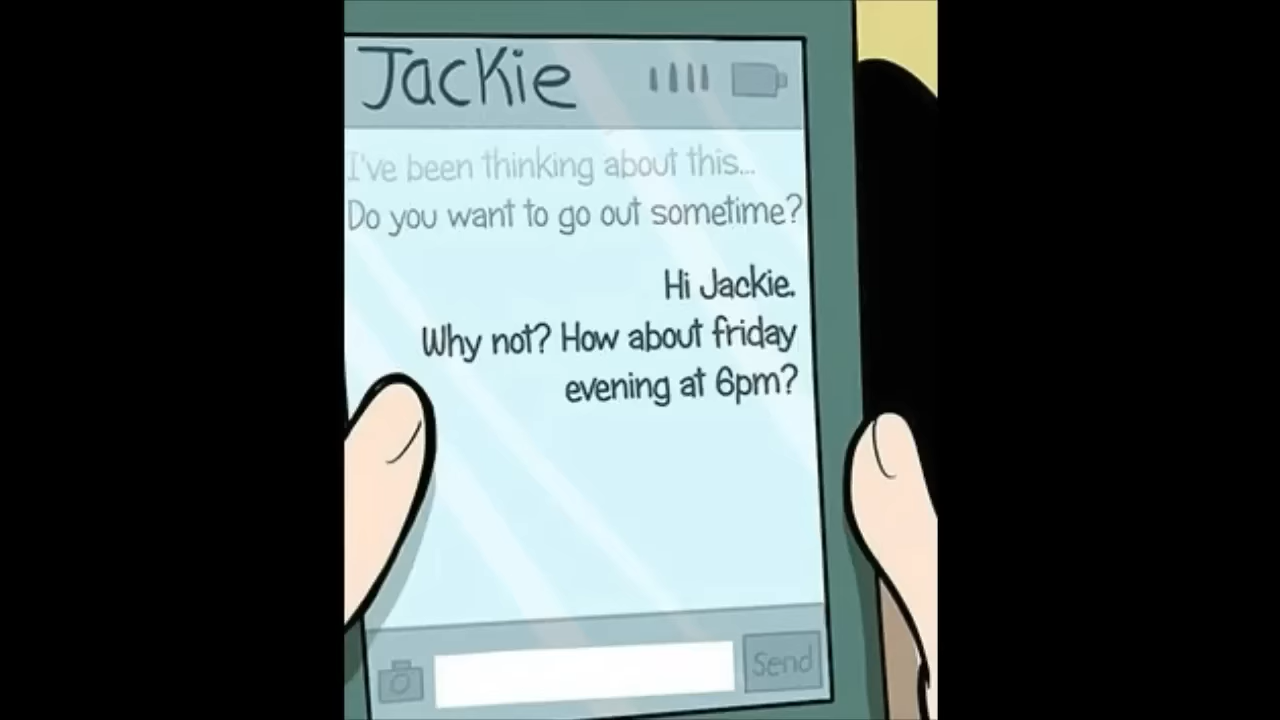 Jackie
I've been thinking about this...
Do you want to go out sometime?
Hi Jackie.
Why not? How about friday
evening at 6pm?
Send